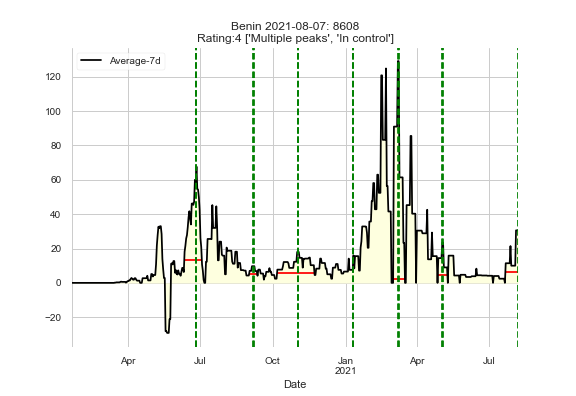 Benin 2021-08-07: 8608
Rating:4 ['Multiple peaks', 'In control']
Average-7d
120
100
80
60
40
20
0
−20
Apr
Jul
Oct
Jan
2021
Apr
Jul
Date